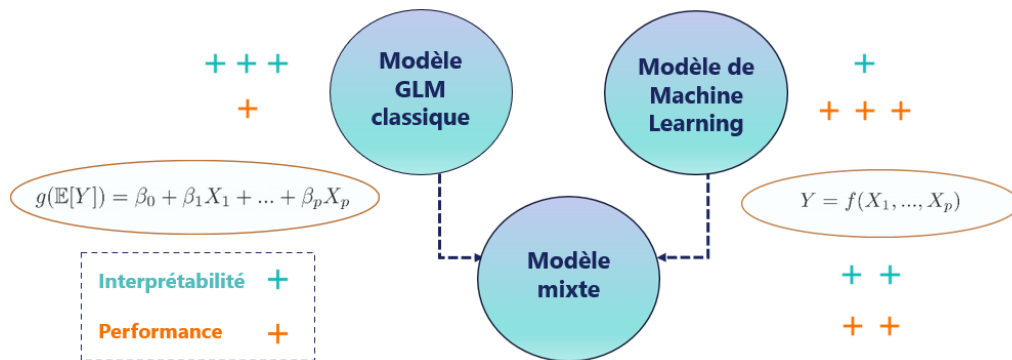 Modèle
GLM
classique
Modèle de
Machine
Learning
+ + +
+
+
+ + +
g(𝔼[Y]) = β₀ + β₁X₁ + ... + βₚXₚ
Y = f(X₁, ..., Xₚ)
Modèle
mixte
Interprétabilité +
Performance +
+ +
+ +